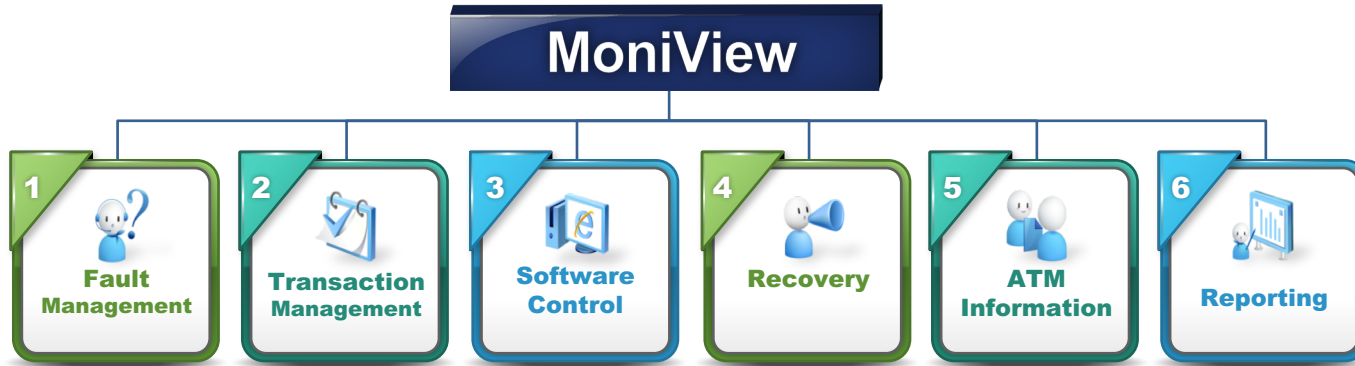 MoniView
1
Fault
Management
2
Transaction
Management
3
Software
Control
4
Recovery
5
ATM
Information
6
Reporting